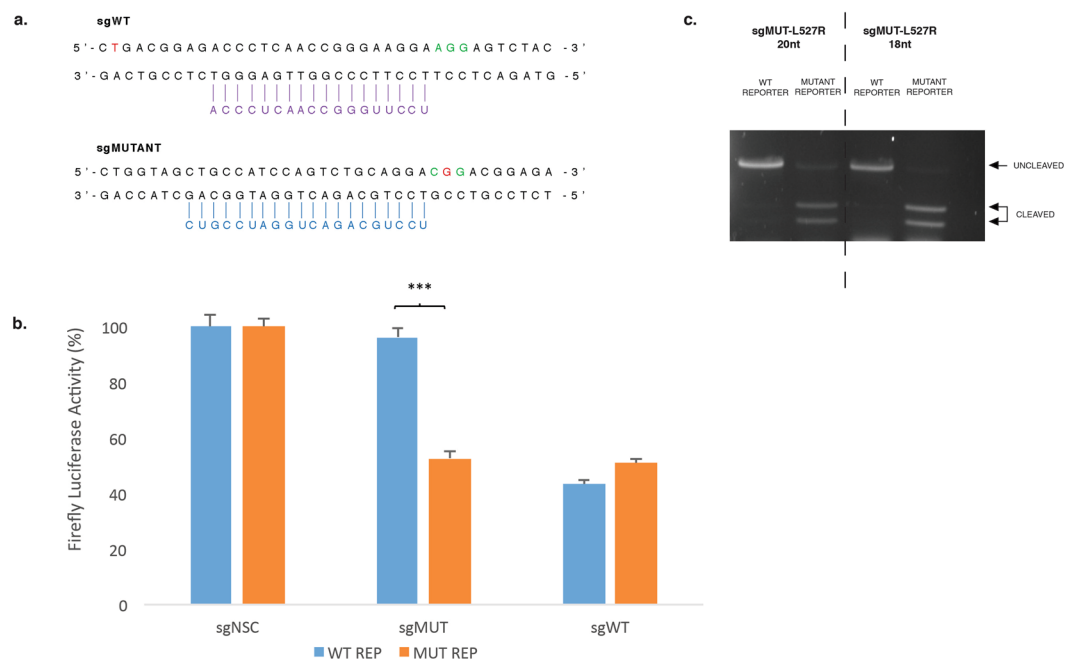 a.
sgWT
5'-CTGACGGAGACCCTCAACCGGGAAGGAAGGAGTCTAC-3'
3'-GACTGCCTCTGGGAGTTGGCCCTTCCTTCCTCAGATG-5'
ACCCUCAACCGGGUUCCU
sgMUTANT
5'-CTGGTAGCTGCCATCCAGTCTGCAGGACGGACGGAGA-3'
3'-GACCATCGACGGTAGGTCAGACGTCCTGCCTGCCTCT-5'
CUGCCUAGGUCAGACGUCCU
c.
sgMUT-L527R
20nt
sgMUT-L527R
18nt
WT
REPORTER
MUTANT
REPORTER
WT
REPORTER
MUTANT
REPORTER
UNCLEAVED
CLEAVED
b.
Firefly Luciferase Activity (%)
100
80
60
40
20
0
***
sgNSC
sgMUT
sgWT
WT REP
MUT REP